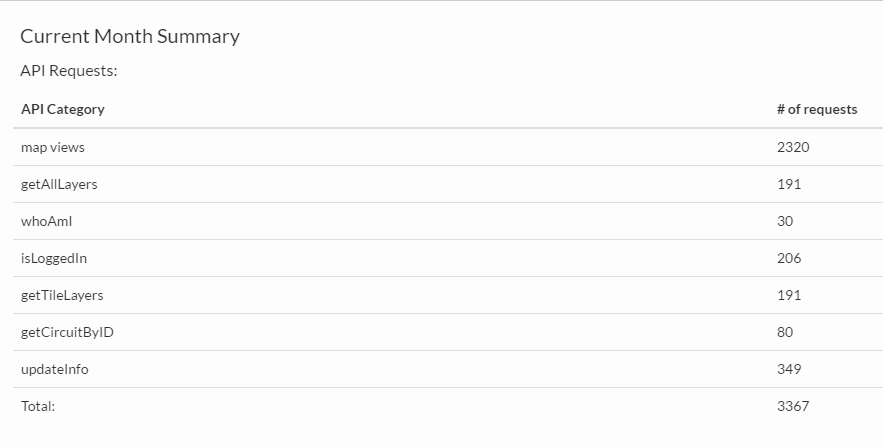 Current Month Summary
API Requests:
API Category # of requests
map views 2320
getAllLayers 191
whoAmI 30
isLoggedIn 206
getTileLayers 191
getCircuitByID 80
updateInfo 349
Total: 3367